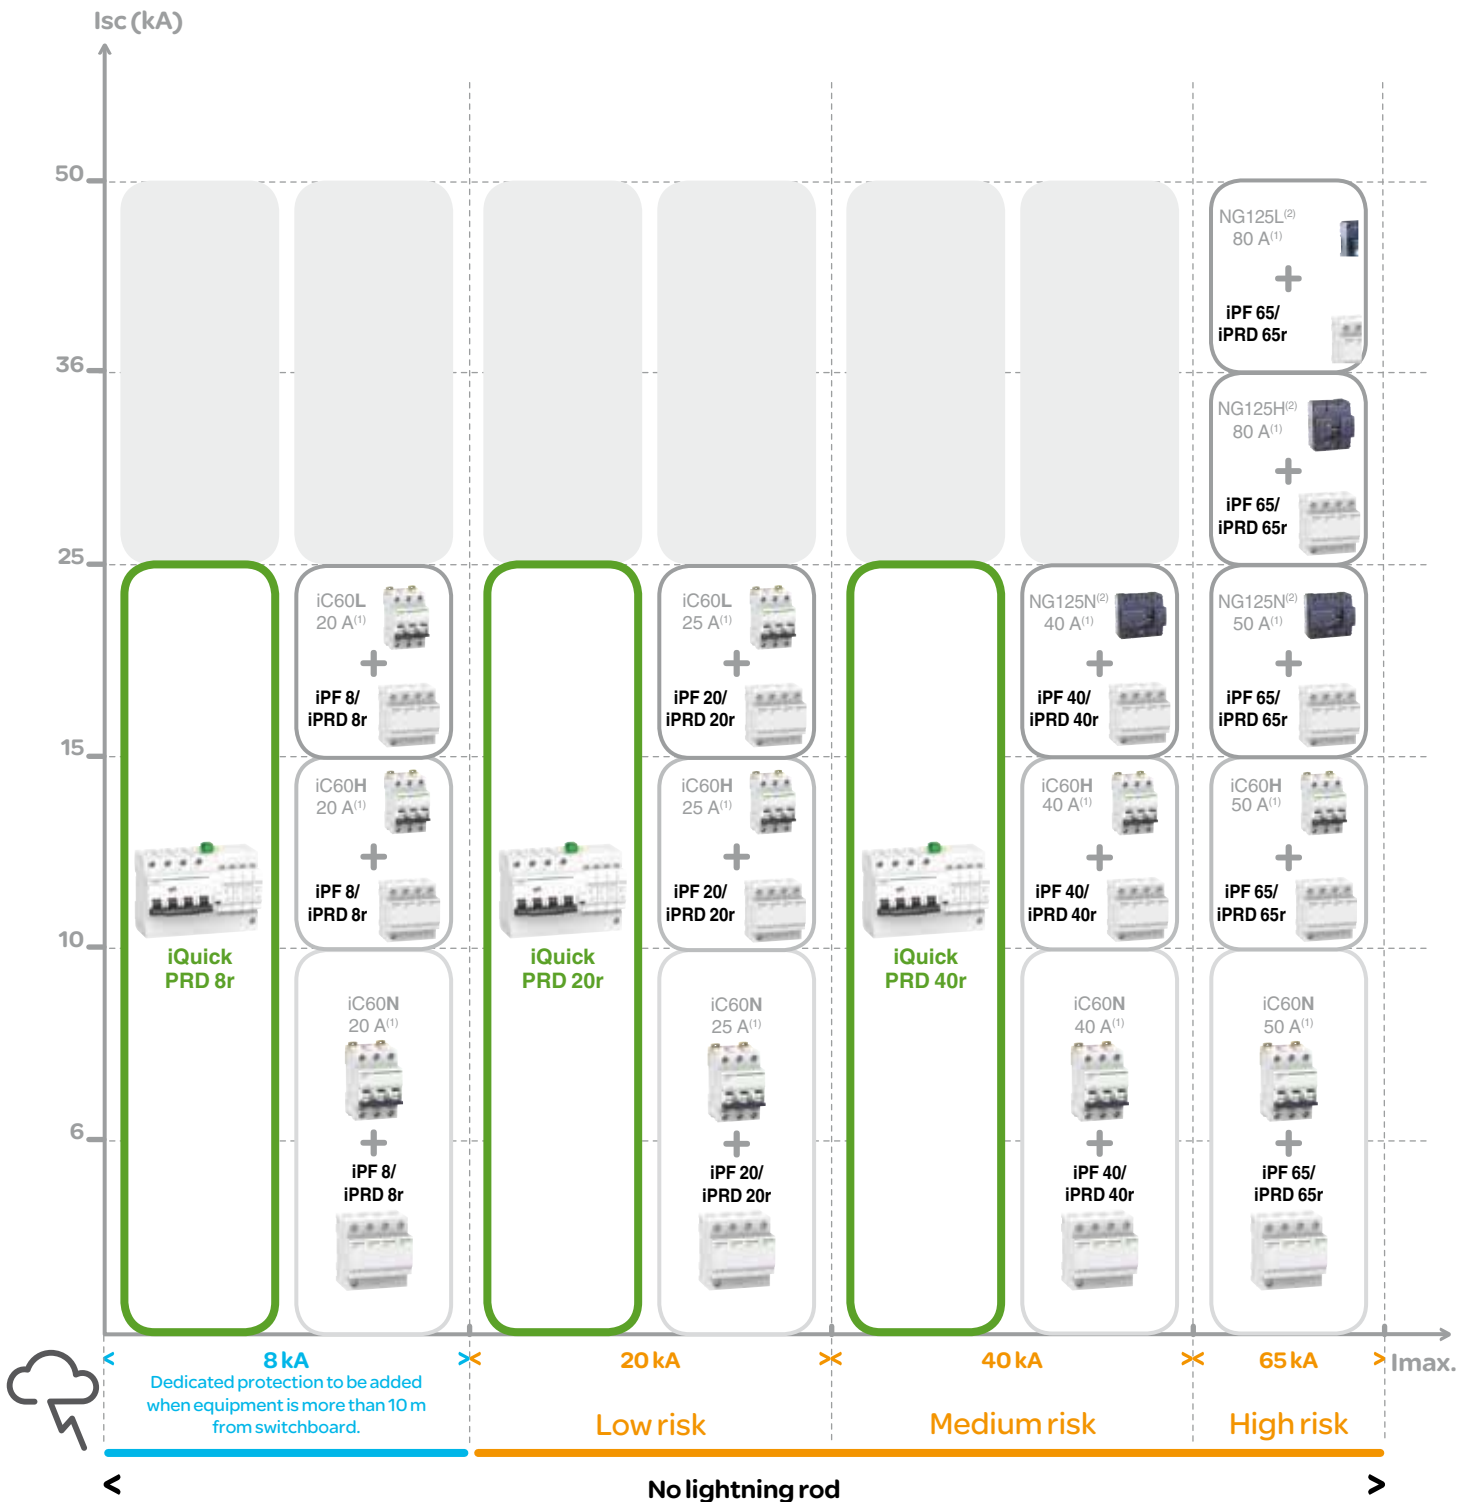 Isc (kA)
50
NG125L(2)
80 A(1)
iPF 65/
iPRD 65r
36
NG125H(2)
80 A(1)
iPF 65/
iPRD 65r
25
iC60L
20 A(1)
iPF 8/
iPRD 8r
iC60L
25 A(1)
iPF 20/
iPRD 20r
NG125N(2)
40 A(1)
iPF 40/
iPRD 40r
NG125N(2)
50 A(1)
iPF 65/
iPRD 65r
15
iC60H
20 A(1)
iPF 8/
iPRD 8r
iC60H
25 A(1)
iPF 20/
iPRD 20r
iC60H
40 A(1)
iPF 40/
iPRD 40r
iC60H
50 A(1)
iPF 65/
iPRD 65r
10
iQuick
PRD 8r
iQuick
PRD 20r
iQuick
PRD 40r
iC60N
20 A(1)
iPF 8/
iPRD 8r
iC60N
25 A(1)
iPF 20/
iPRD 20r
iC60N
40 A(1)
iPF 40/
iPRD 40r
iC60N
50 A(1)
iPF 65/
iPRD 65r
6
8 kA
20 kA
40 kA
65 kA
Imax.
Dedicated protection to be added
when equipment is more than 10 m
from switchboard.
Low risk
Medium risk
High risk
No lightning rod